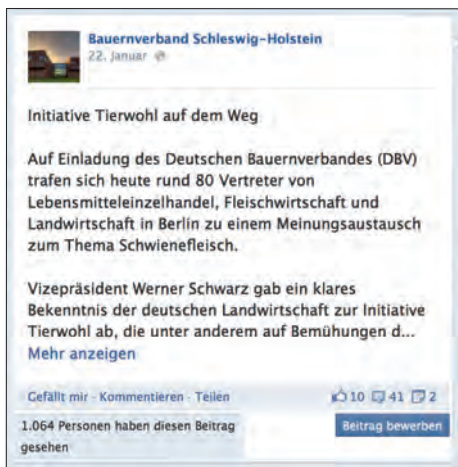 Bauernverband Schleswig-Holstein
22. Januar
Initiative Tierwohl auf dem Weg
Auf Einladung des Deutschen Bauernverbandes (DBV)
trafen sich heute rund 80 Vertreter von
Lebensmitteleinzelhandel, Fleischwirtschaft und
Landwirtschaft in Berlin zu einem Meinungsaustausch
zum Thema Schwienefleisch.
Vizepräsident Werner Schwarz gab ein klares
Bekenntnis der deutschen Landwirtschaft zur Initiative
Tierwohl ab, die unter anderem auf Bemühungen d...
Mehr anzeigen
Gefällt mir · Kommentieren · Teilen 10 41 2
1.064 Personen haben diesen Beitrag
gesehen
Beitrag bewerben